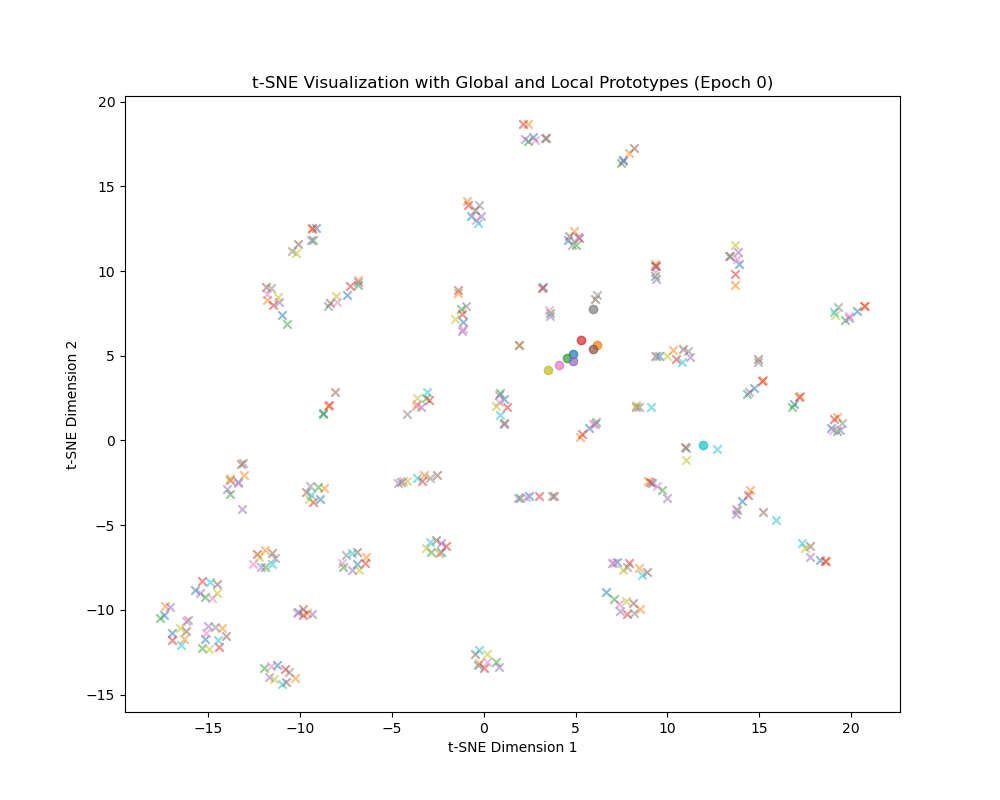 t-SNE Visualization with Global and Local Prototypes (Epoch 0)
20
15
10
5
0
−5
−10
−15
t-SNE Dimension 2
−15 −10 −5 0 5 10 15 20
t-SNE Dimension 1